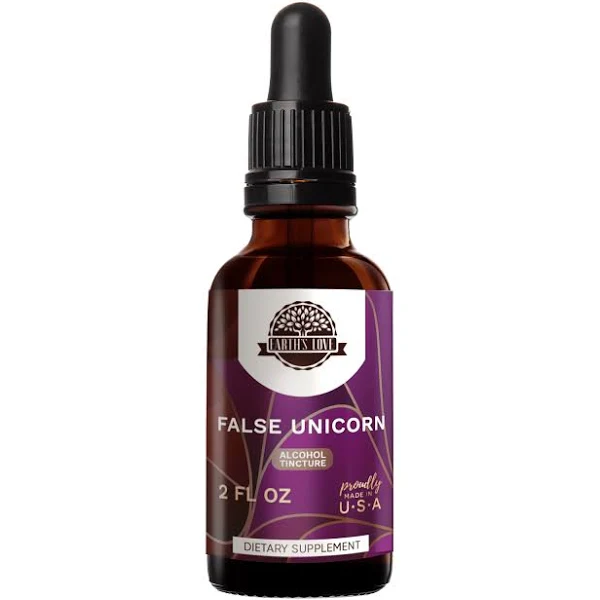 EARTH'S LOVE
FALSE UNICORN
ALCOHOL
TINCTURE
2 FL OZ
proudly
MADE IN
U·S·A
DIETARY SUPPLEMENT